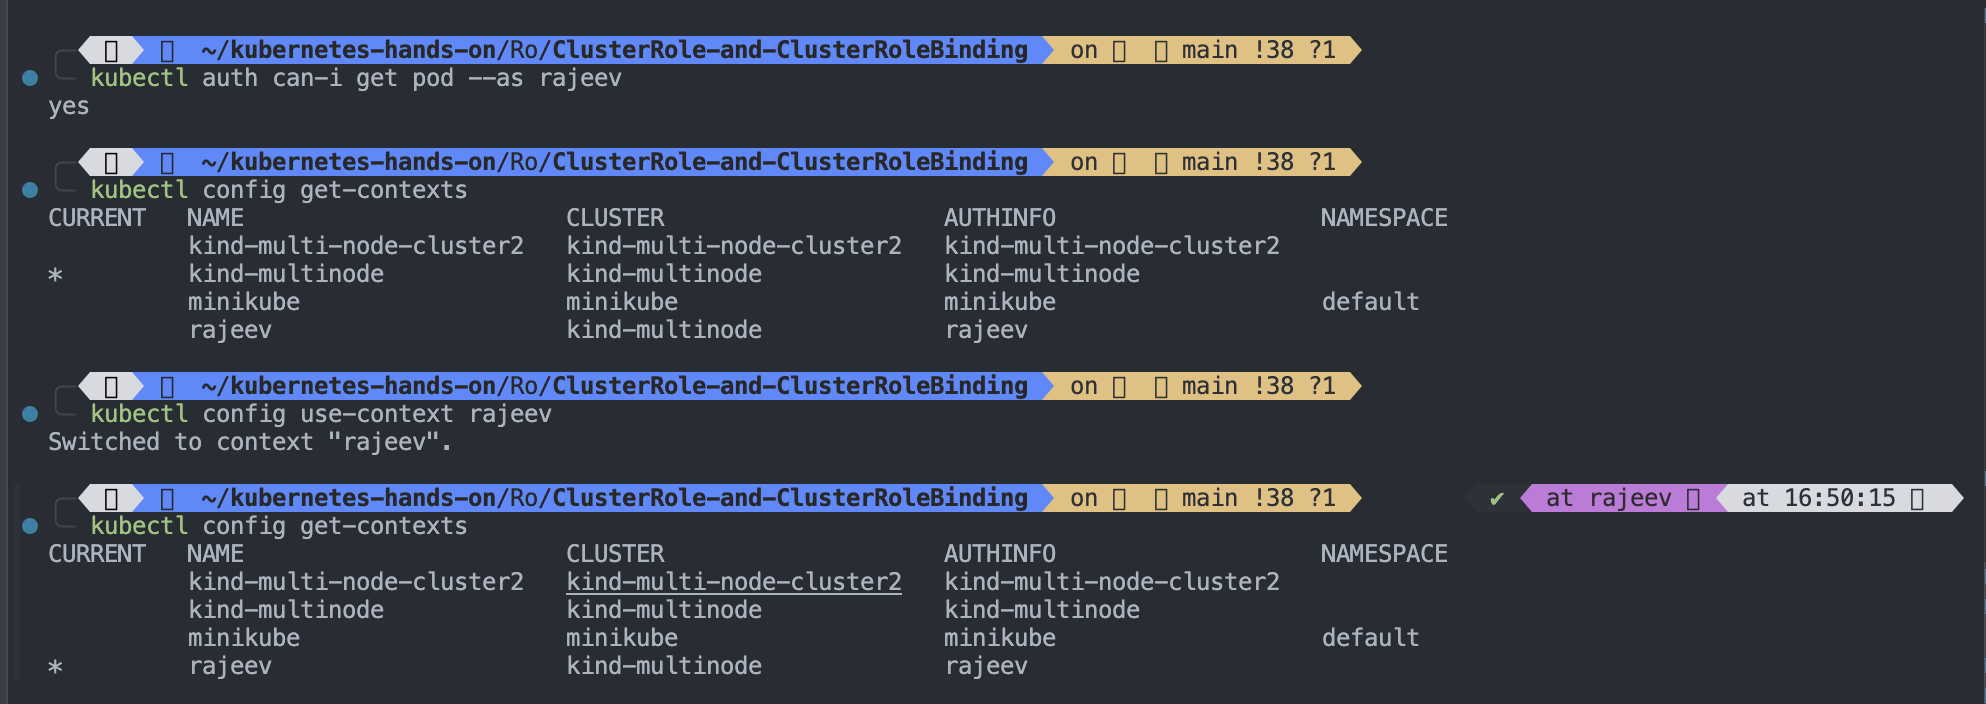 ~/kubernetes-hands-on/Ro/ClusterRole-and-ClusterRoleBinding on main !38 ?1
kubectl auth can-i get pod --as rajeev
yes
~/kubernetes-hands-on/Ro/ClusterRole-and-ClusterRoleBinding on main !38 ?1
kubectl config get-contexts
CURRENT NAME CLUSTER AUTHINFO NAMESPACE
kind-multi-node-cluster2 kind-multi-node-cluster2 kind-multi-node-cluster2
* kind-multinode kind-multinode kind-multinode
minikube minikube minikube default
rajeev kind-multinode rajeev
~/kubernetes-hands-on/Ro/ClusterRole-and-ClusterRoleBinding on main !38 ?1
kubectl config use-context rajeev
Switched to context "rajeev".
~/kubernetes-hands-on/Ro/ClusterRole-and-ClusterRoleBinding on main !38 ?1 ✔ at rajeev at 16:50:15
kubectl config get-contexts
CURRENT NAME CLUSTER AUTHINFO NAMESPACE
kind-multi-node-cluster2 kind-multi-node-cluster2 kind-multi-node-cluster2
kind-multinode kind-multinode kind-multinode
minikube minikube minikube default
* rajeev kind-multinode rajeev